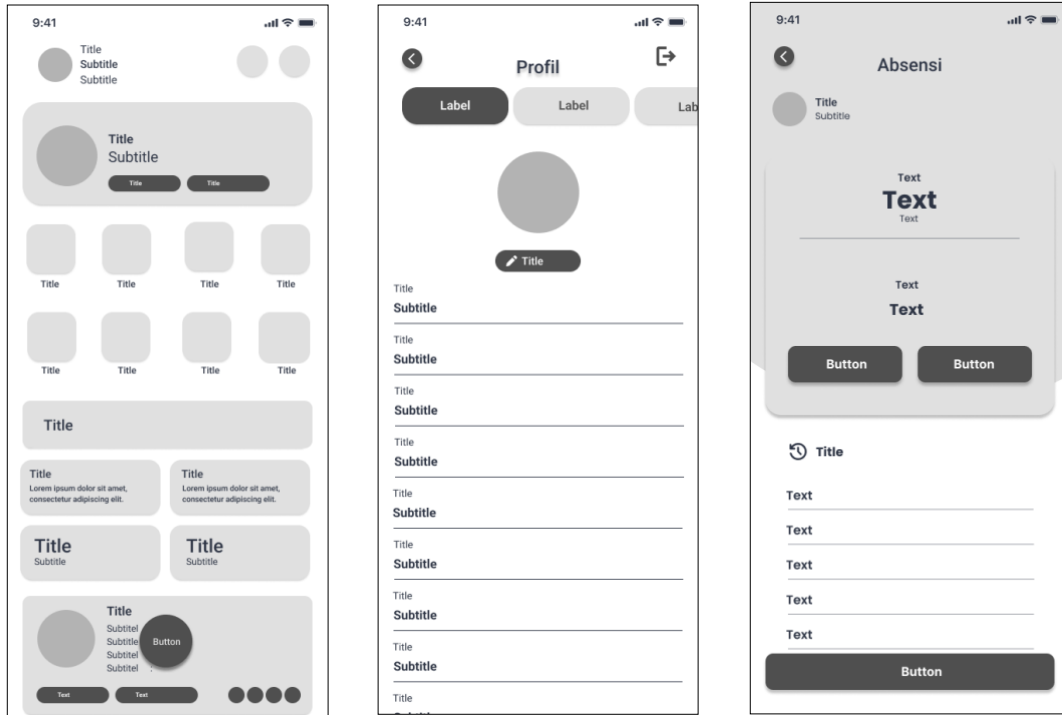 9:41
Title
Subtitle
Subtitle
Title
Subtitle
Title Title
Title Title Title Title
Title Title Title Title
Title
Title Title
Lorem ipsum dolor sit amet, Lorem ipsum dolor sit amet,
consectetur adipiscing elit. consectetur adipiscing elit.
Title Title
Subtitle Subtitle
Title
Subtitel
Subtitle
Subtitel
Subtitel :
Button
Text Text
9:41
Profil
Label Label Lab
Title
Title
Subtitle
Title
Subtitle
Title
Subtitle
Title
Subtitle
Title
Subtitle
Title
Subtitle
Title
Subtitle
Title
Subtitle
Title
9:41
Absensi
Title
Subtitle
Text
Text
Text
Text
Text
Button Button
Title
Text
Text
Text
Text
Text
Button